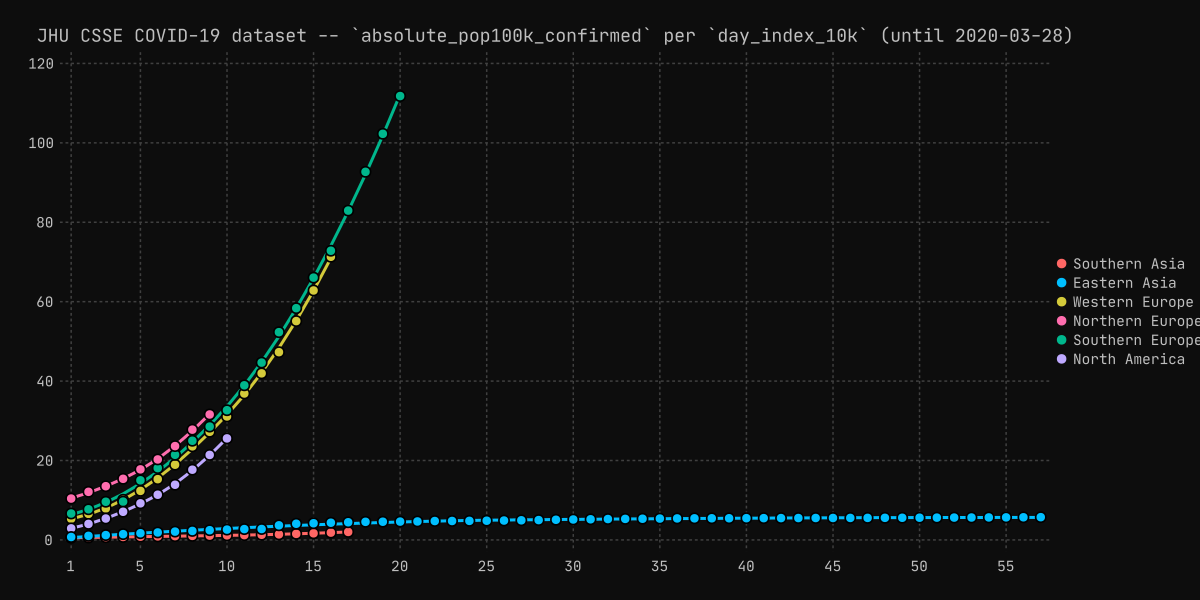 JHU CSSE COVID-19 dataset -- `absolute_pop100k_confirmed` per `day_index_10k` (until 2020-03-28)
120
100
80
60
40
20
0
1 5 10 15 20 25 30 35 40 45 50 55
Southern Asia
Eastern Asia
Western Europe
Northern Europe
Southern Europe
North America